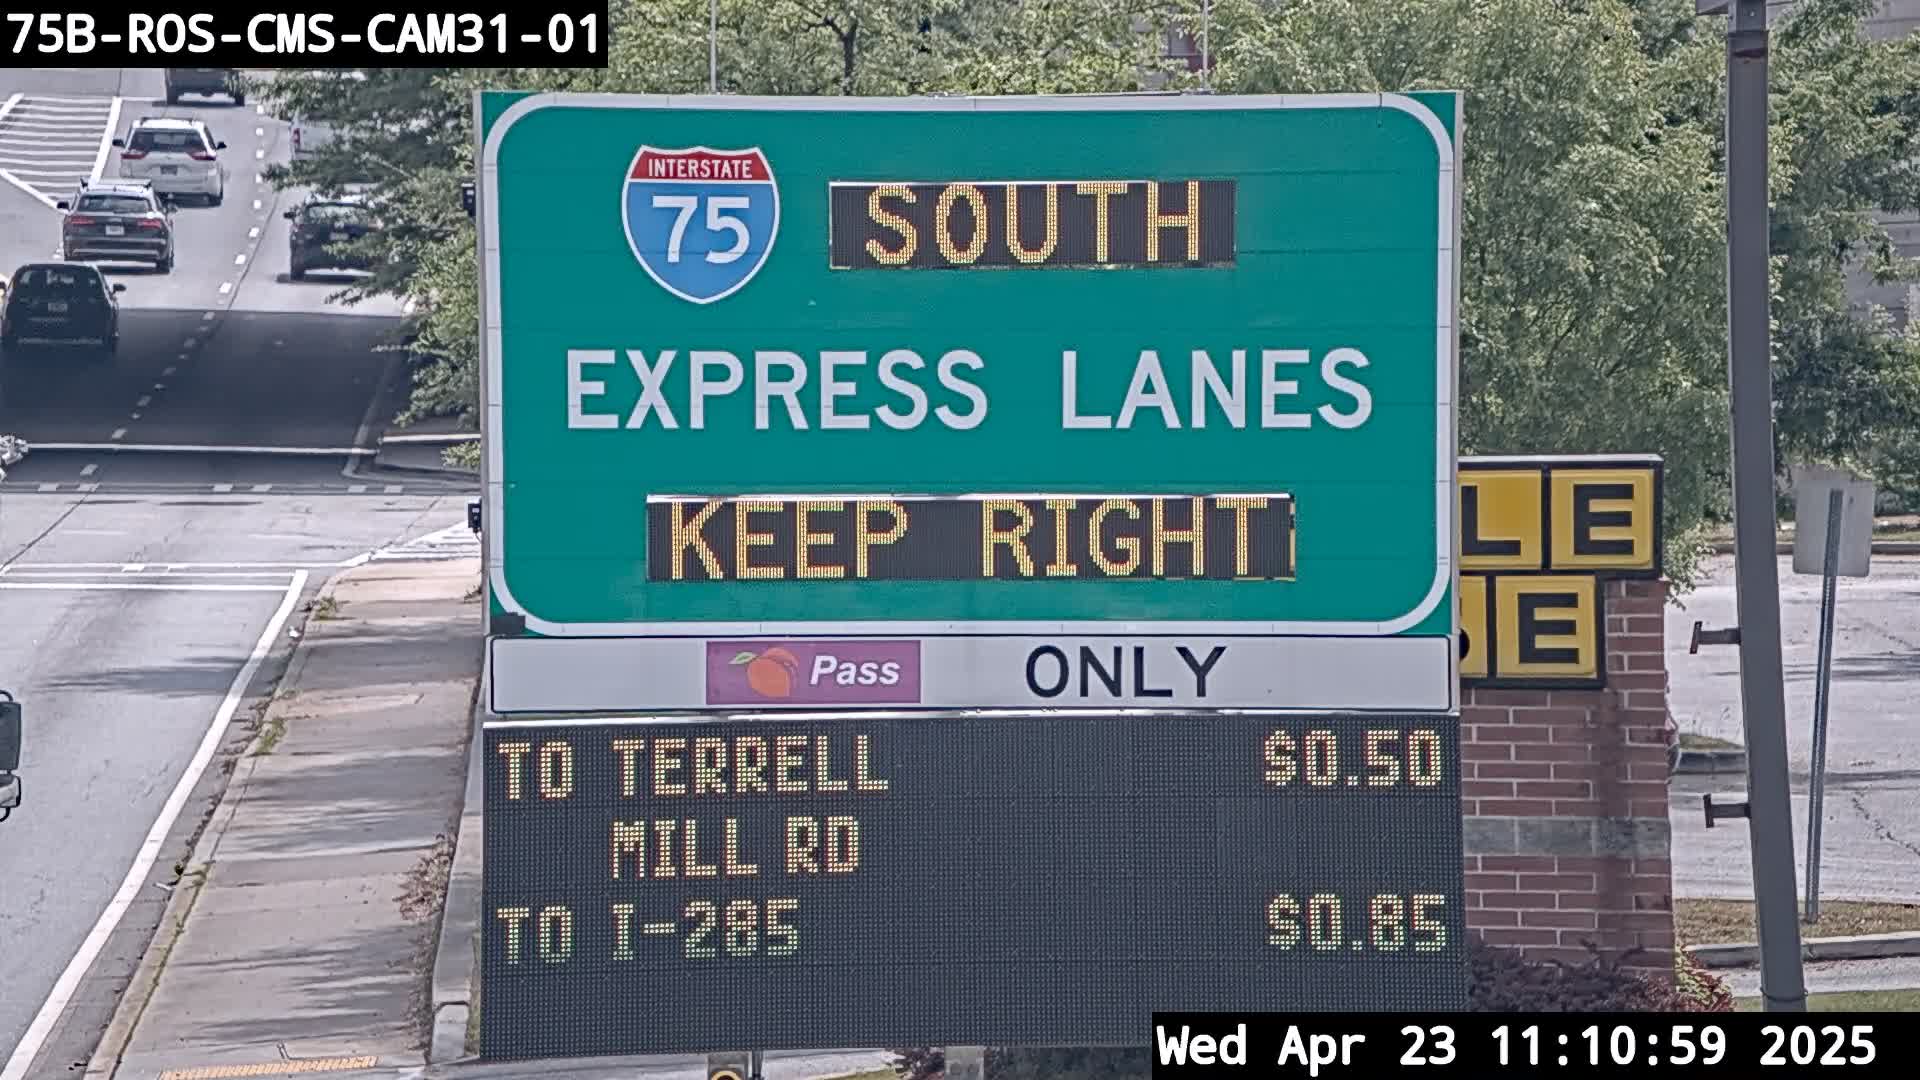 75B-ROS-CMS-CAM31-01
INTERSTATE
75
SOUTH
EXPRESS LANES
KEEP RIGHT
LE
E
Pass ONLY
TO TERRELL $0.50
MILL RD
TO I-285 $0.85
Wed Apr 23 11:10:59 2025